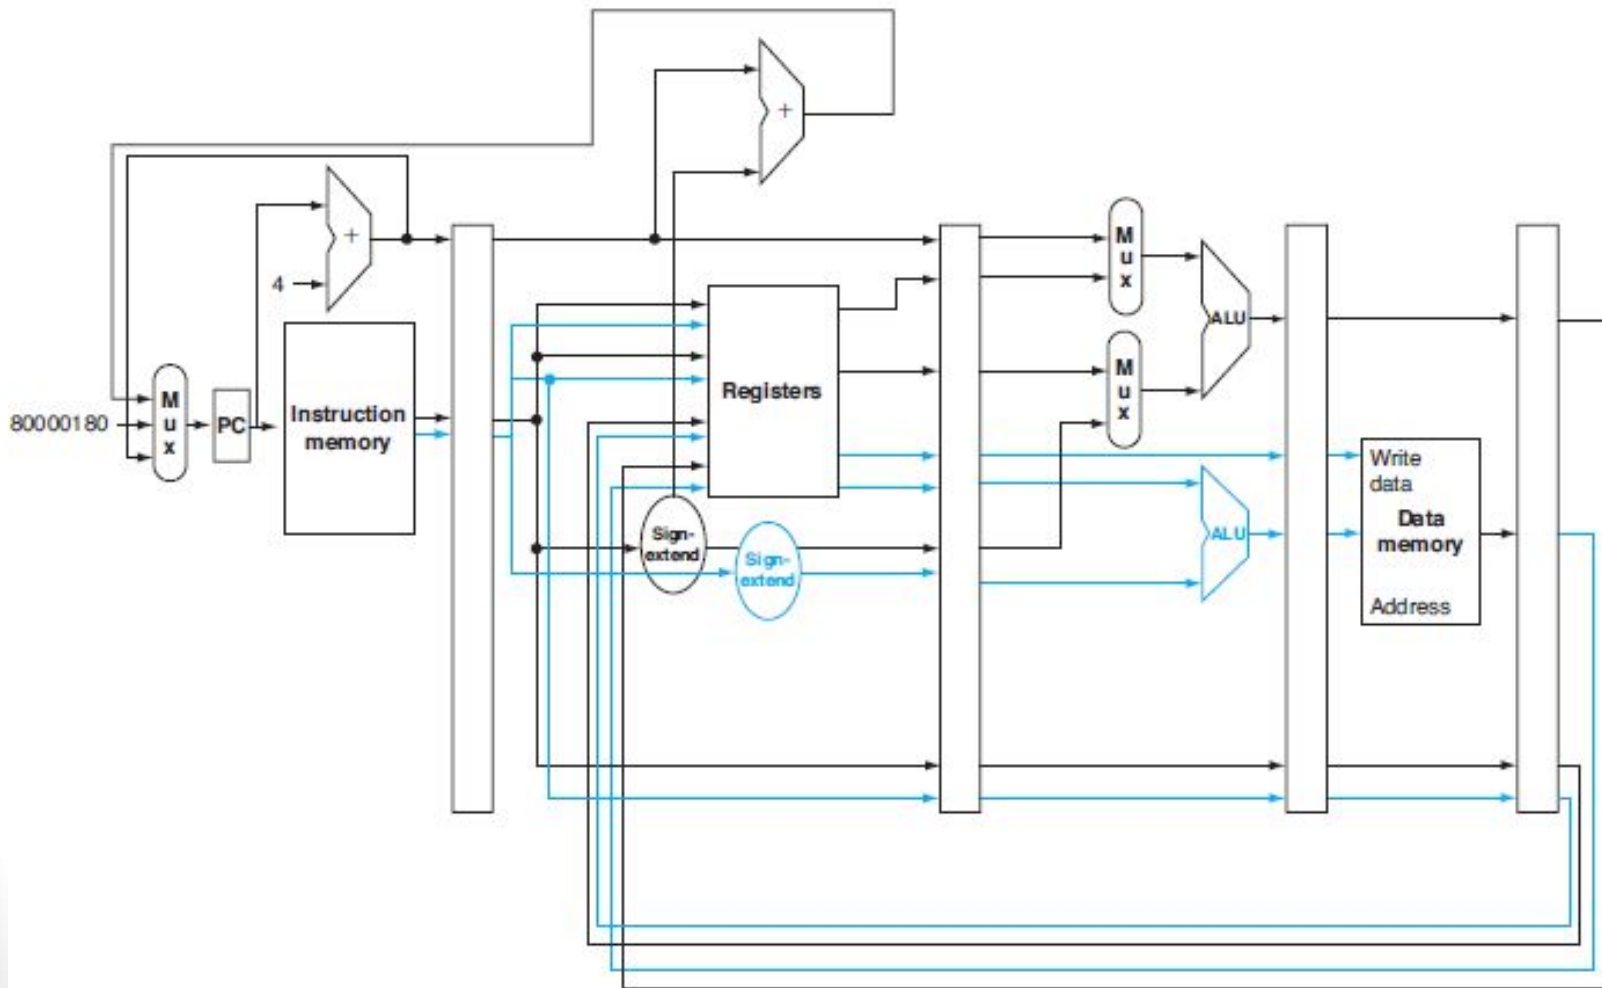 +
+
4
M
u
x
80000180
PC
Instruction
memory
Registers
Sign-
extend
Sign-
extend
M
u
x
M
u
x
ALU
ALU
Write
data
Data
memory
Address